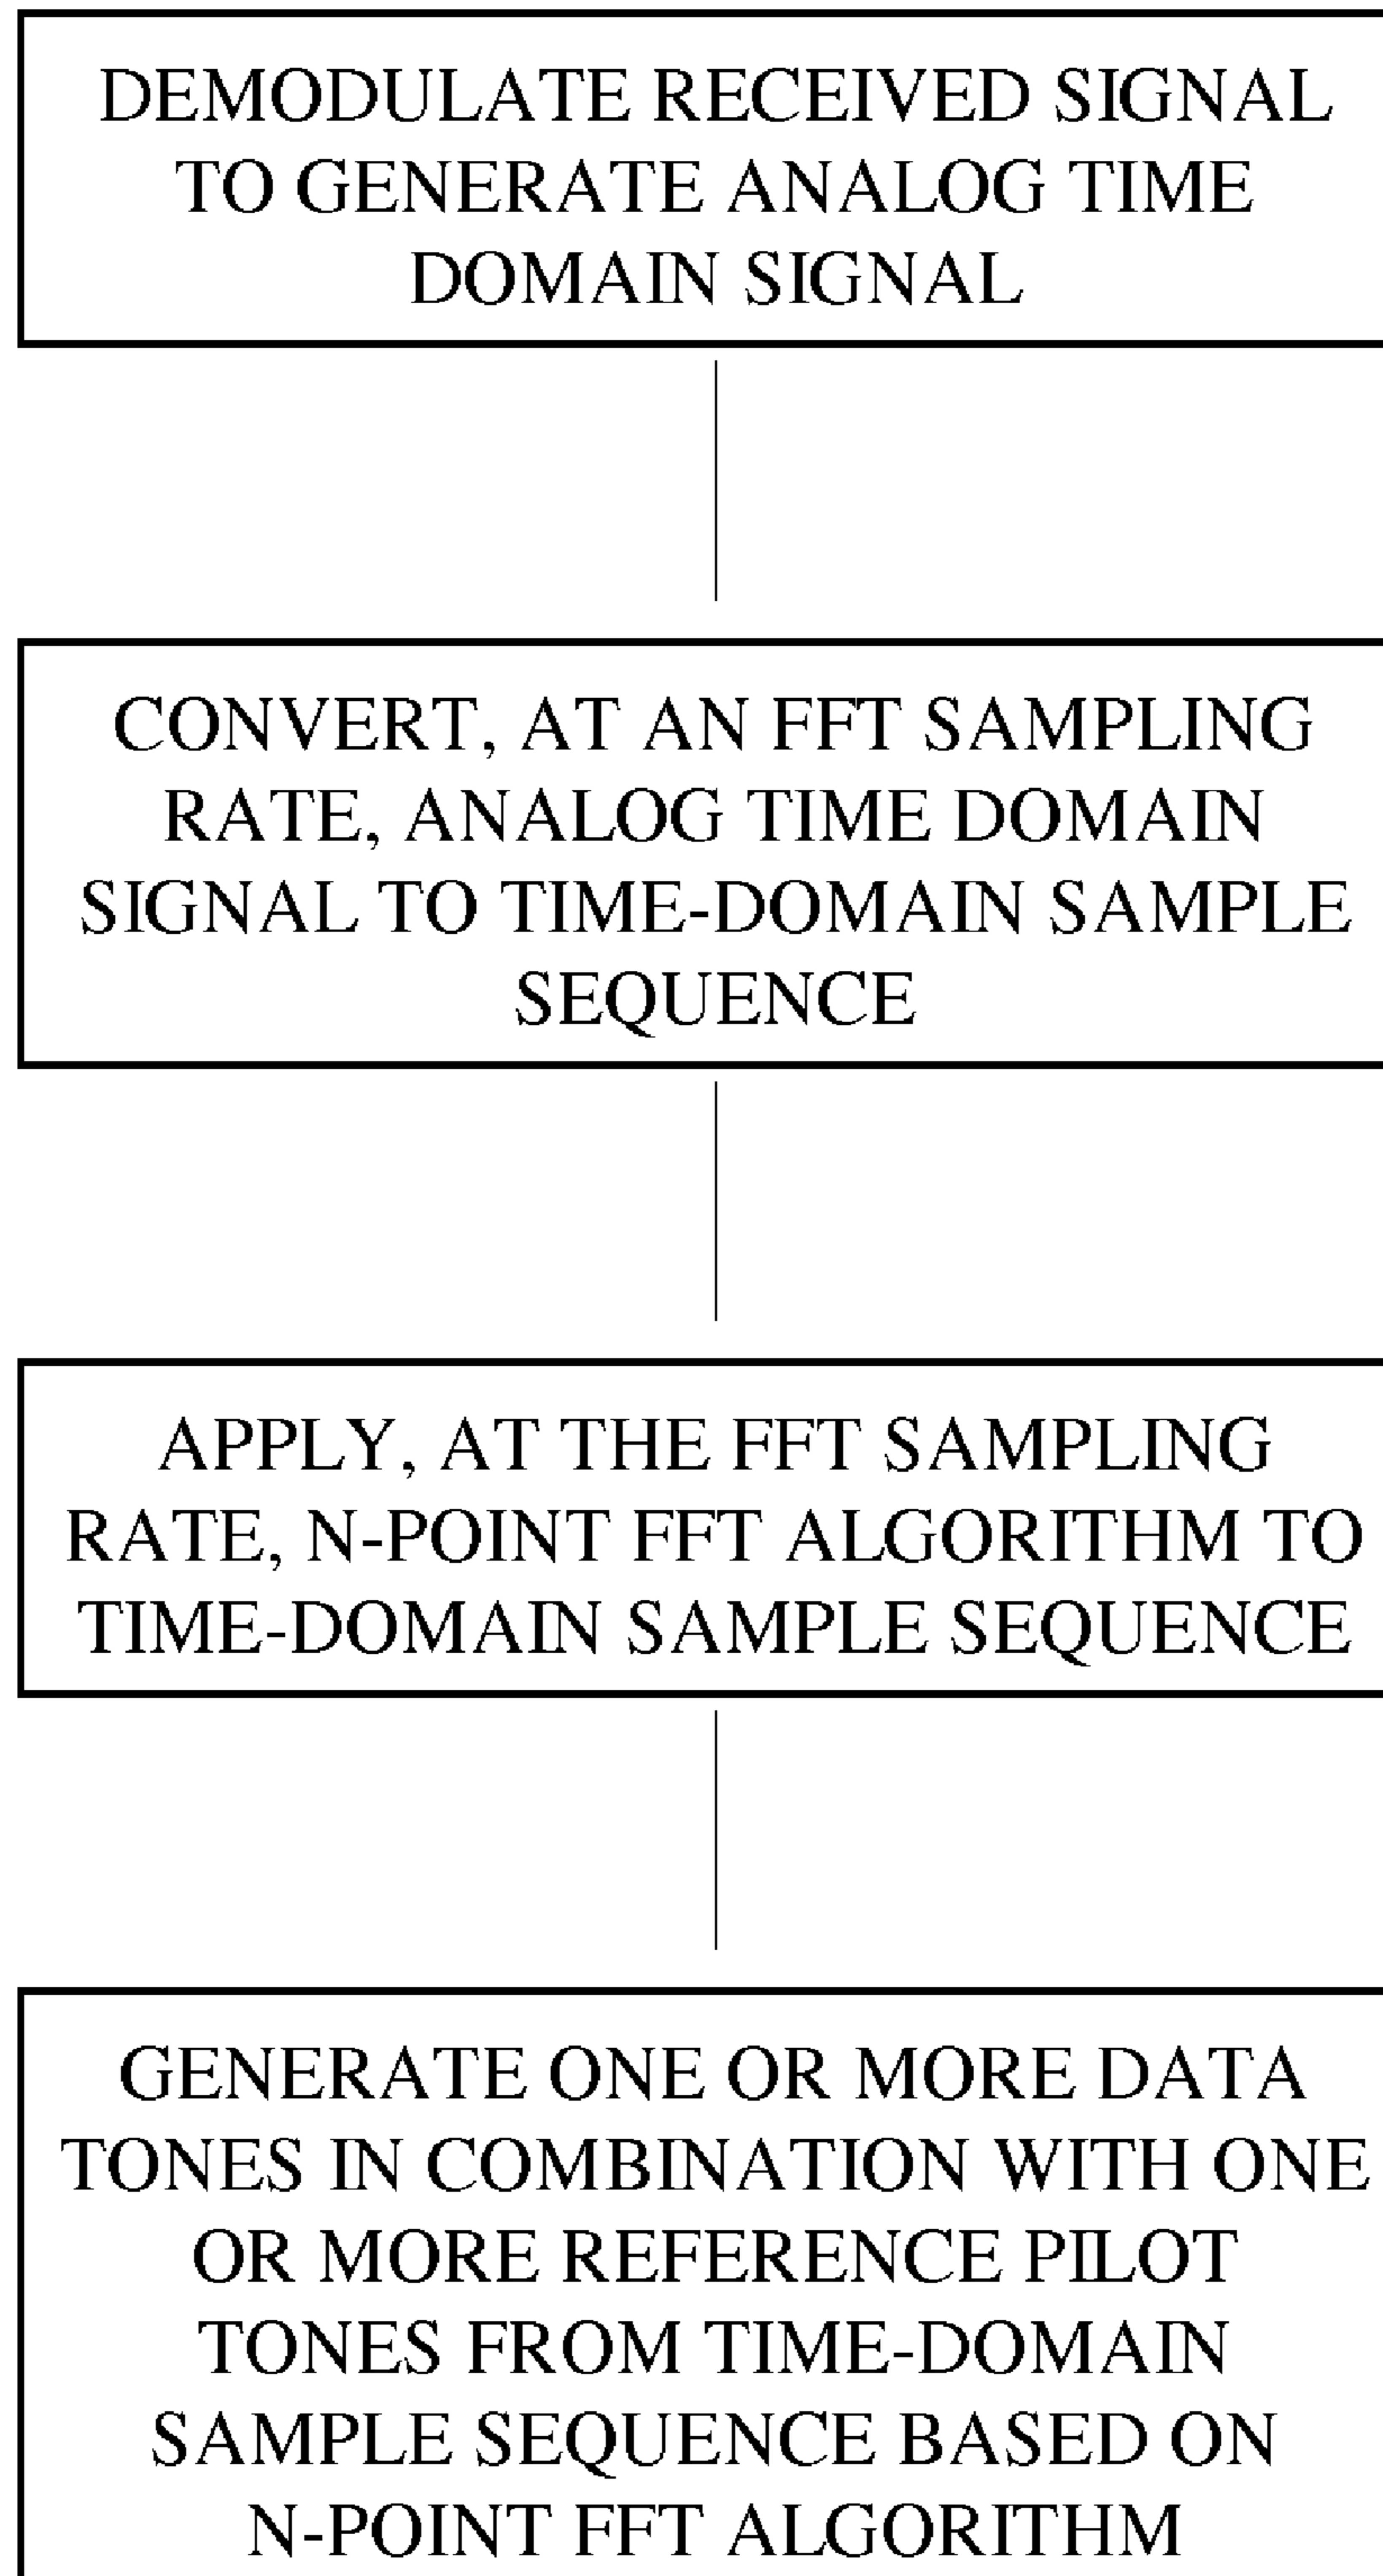 DEMODULATE RECEIVED SIGNAL
TO GENERATE ANALOG TIME
DOMAIN SIGNAL
CONVERT, AT AN FFT SAMPLING
RATE, ANALOG TIME DOMAIN
SIGNAL TO TIME-DOMAIN SAMPLE
SEQUENCE
APPLY, AT THE FFT SAMPLING
RATE, N-POINT FFT ALGORITHM TO
TIME-DOMAIN SAMPLE SEQUENCE
GENERATE ONE OR MORE DATA
TONES IN COMBINATION WITH ONE
OR MORE REFERENCE PILOT
TONES FROM TIME-DOMAIN
SAMPLE SEQUENCE BASED ON
N-POINT FFT ALGORITHM